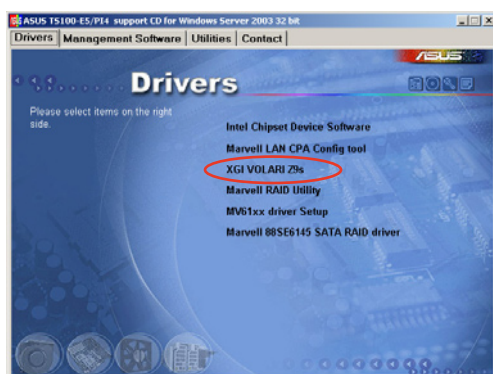 ASUS TS100-E5/PI4 support CD for Windows Server 2003 32 bit
Drivers Management Software Utilities Contact
ASUS
Drivers
Please select items on the right
side.
Intel Chipset Device Software
Marvell LAN CPA Config tool
XGI VOLARI Z9s
Marvell RAID Utility
MV61xx driver Setup
Marvell 88SE6145 SATA RAID driver